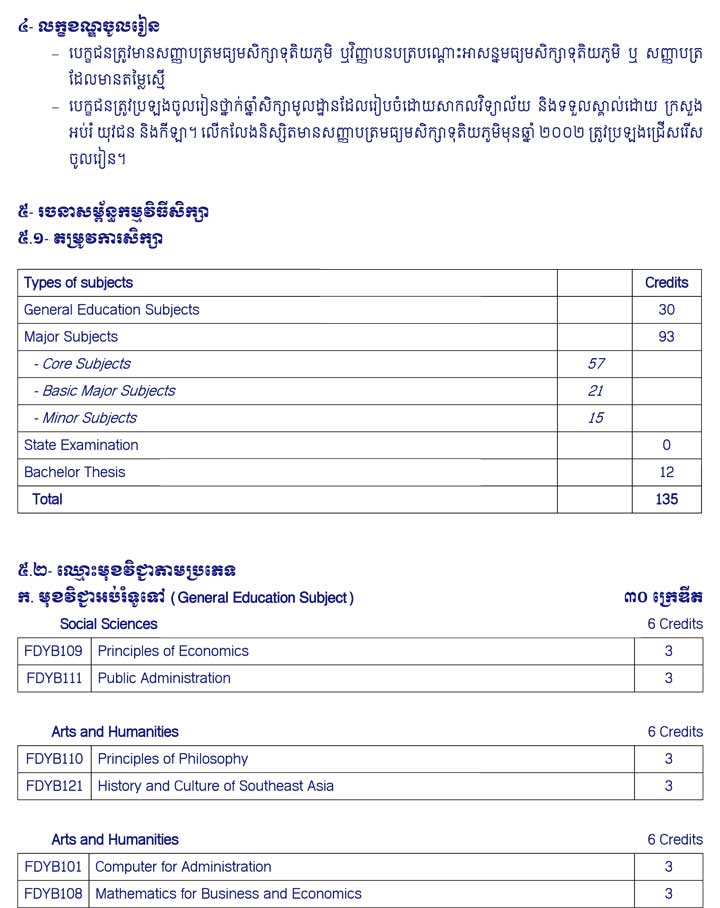 ៤- លក្ខខណ្ឌចូលរៀន
– បេក្ខជនត្រូវមានសញ្ញាបត្រមធ្យមសិក្សាទុតិយភូមិ ឬវិញ្ញាបនបត្របណ្តោះអាសន្នមធ្យមសិក្សាទុតិយភូមិ ឬ សញ្ញាបត្រ
ដែលមានតម្លៃស្មើ
– បេក្ខជនត្រូវប្រឡងចូលរៀនថ្នាក់ឆ្នាំសិក្សាមូលដ្ឋានដែលរៀបចំដោយសាកលវិទ្យាល័យ និងទទួលស្គាល់ដោយ ក្រសួង
អប់រំ យុវជន និងកីឡា។ លើកលែងនិស្សិតមានសញ្ញាបត្រមធ្យមសិក្សាទុតិយភូមិមុនឆ្នាំ ២០០២ ត្រូវប្រឡងជ្រើសរើស
ចូលរៀន។
៥- រចនាសម្ព័ន្ធកម្មវិធីសិក្សា
៥.១- តម្រូវការសិក្សា
Types of subjects Credits
General Education Subjects 30
Major Subjects 93
- Core Subjects 57
- Basic Major Subjects 21
- Minor Subjects 15
State Examination 0
Bachelor Thesis 12
Total 135
៥.២- ឈ្មោះមុខវិជ្ជាតាមប្រភេទ
ក. មុខវិជ្ជាអប់រំទូទៅ (General Education Subject) ៣០ ក្រេឌីត
Social Sciences 6 Credits
FDYB109 Principles of Economics 3
FDYB111 Public Administration 3
Arts and Humanities 6 Credits
FDYB110 Principles of Philosophy 3
FDYB121 History and Culture of Southeast Asia 3
Arts and Humanities 6 Credits
FDYB101 Computer for Administration 3
FDYB108 Mathematics for Business and Economics 3